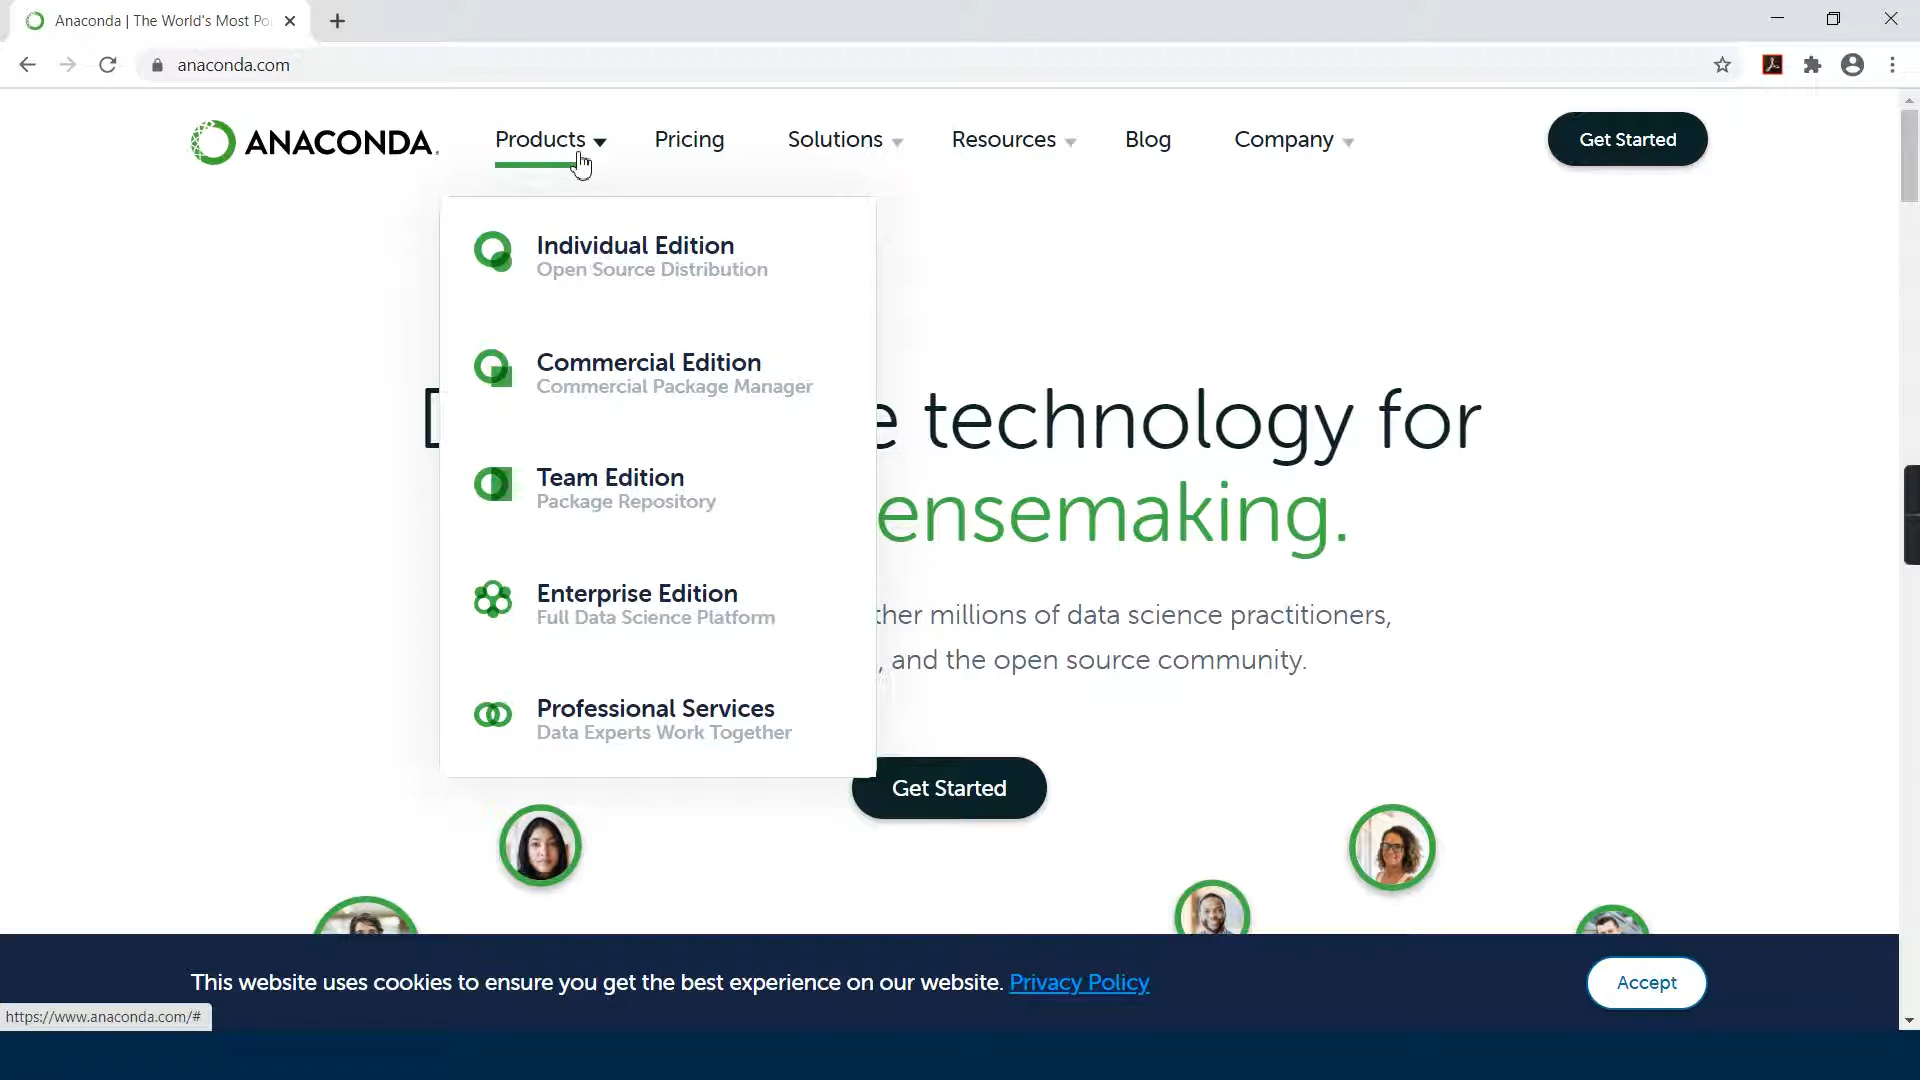 Anaconda | The World's Most Po
anaconda.com
ANACONDA.
Products
Pricing
Solutions
Resources
Blog
Company
Get Started
Individual Edition
Open Source Distribution
Commercial Edition
Commercial Package Manager
Team Edition
Package Repository
Enterprise Edition
Full Data Science Platform
Professional Services
Data Experts Work Together
e technology for
ensemaking.
ther millions of data science practitioners,
, and the open source community.
Get Started
This website uses cookies to ensure you get the best experience on our website. Privacy Policy
Accept
https://www.anaconda.com/#